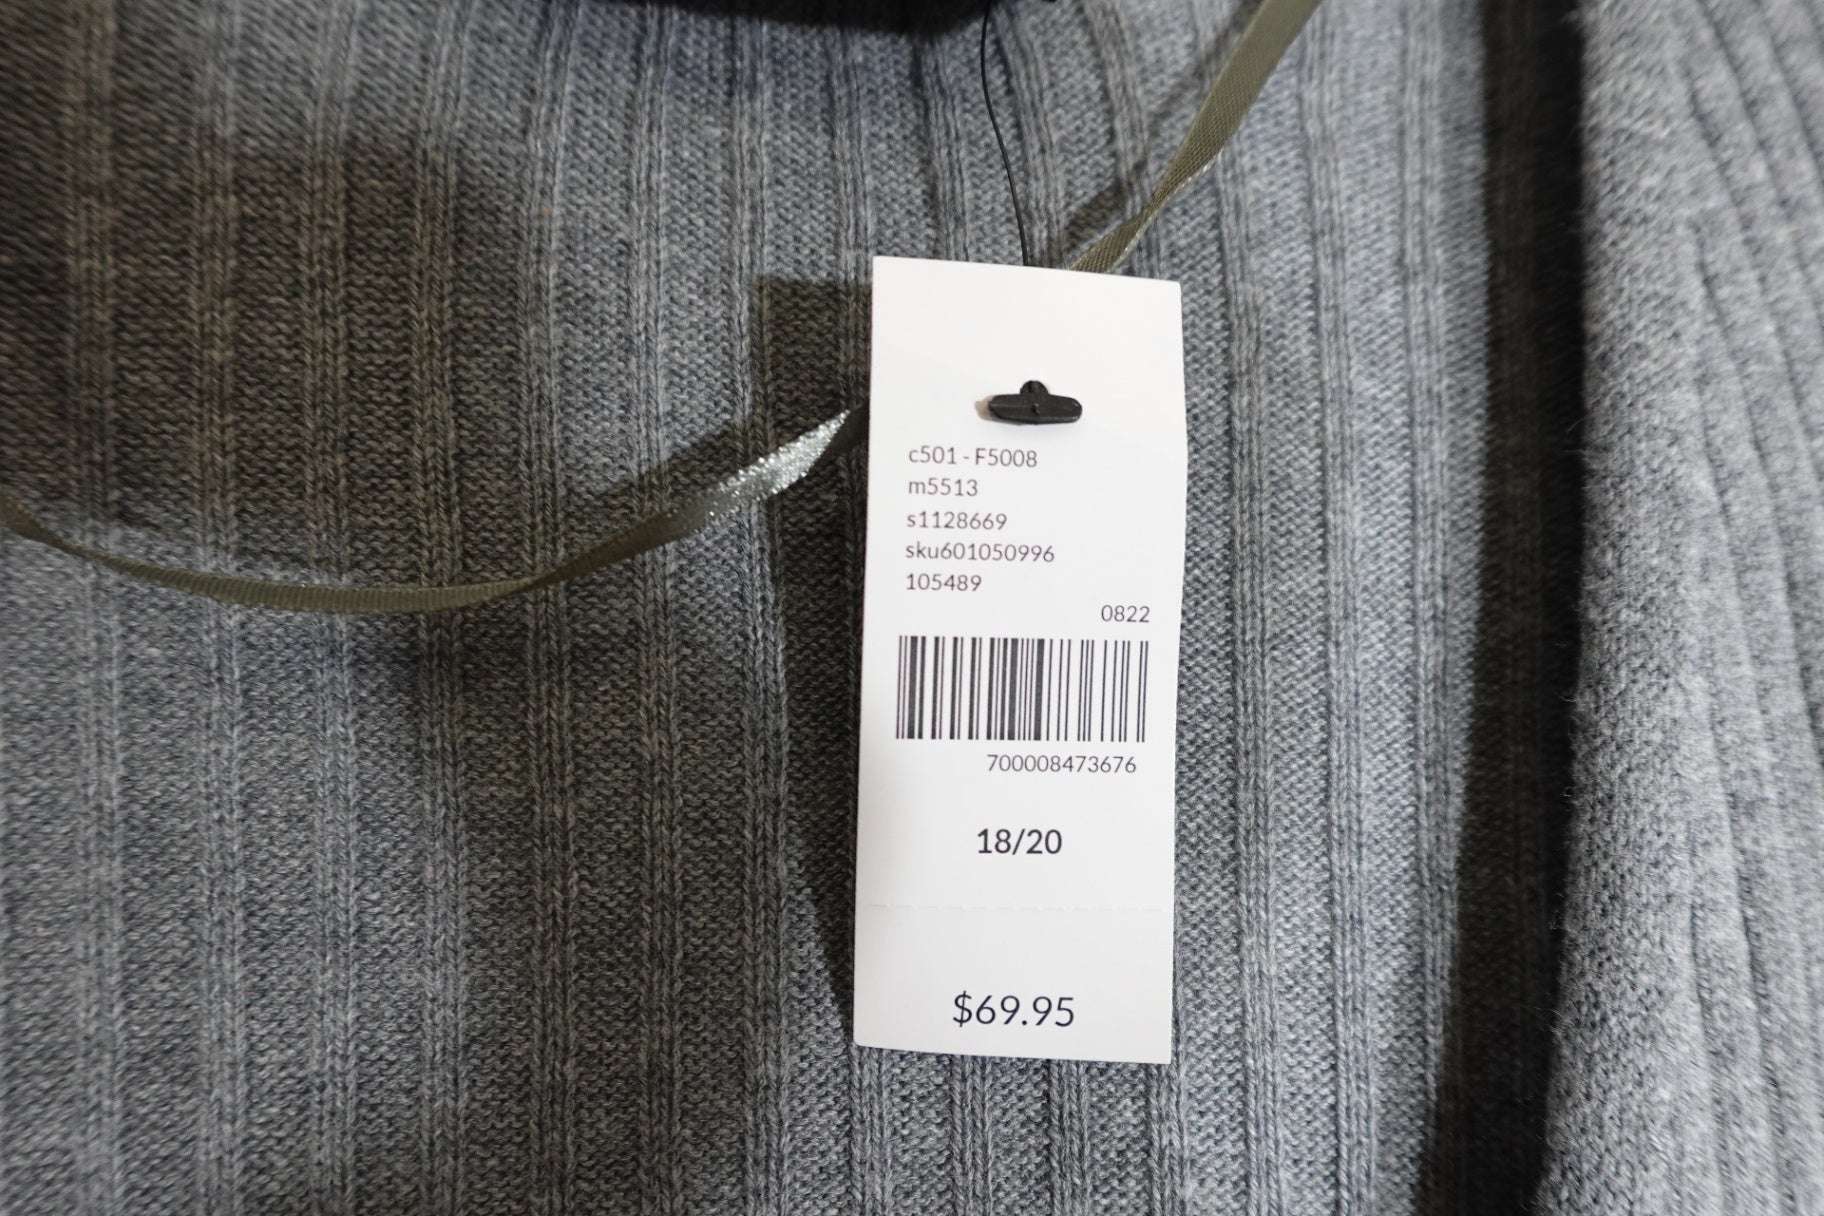 c501 - F5008
m5513
s1128669
sku601050996
105489
0822
700008473676
18/20
$69.95